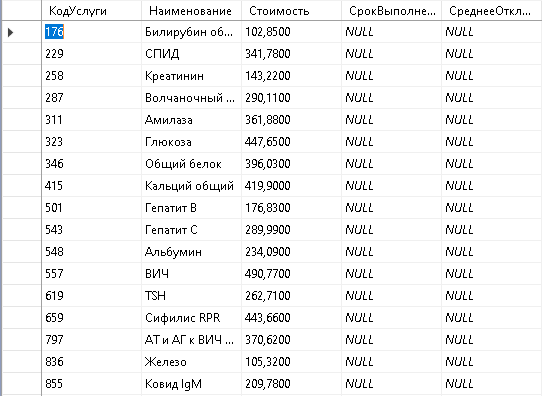 КодУслуги Наименование Стоимость СрокВыполне... СреднееОткл...
176 Билирубин об... 102,8500 NULL NULL
229 СПИД 341,7800 NULL NULL
258 Креатинин 143,2200 NULL NULL
287 Волчаночный ... 290,1100 NULL NULL
311 Амилаза 361,8800 NULL NULL
323 Глюкоза 447,6500 NULL NULL
346 Общий белок 396,0300 NULL NULL
415 Кальций общий 419,9000 NULL NULL
501 Гепатит В 176,8300 NULL NULL
543 Гепатит С 289,9900 NULL NULL
548 Альбумин 234,0900 NULL NULL
557 ВИЧ 490,7700 NULL NULL
619 TSH 262,7100 NULL NULL
659 Сифилис RPR 443,6600 NULL NULL
797 АТ и АГ к ВИЧ ... 370,6200 NULL NULL
836 Железо 105,3200 NULL NULL
855 Ковид IgM 209,7800 NULL NULL